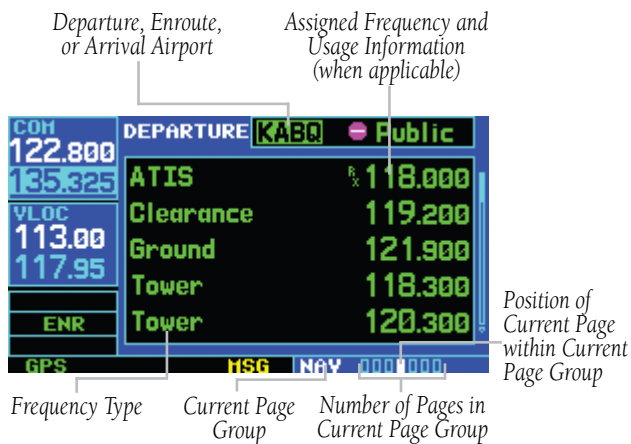 Departure, Enroute,
or Arrival Airport
Assigned Frequency and
Usage Information
(when applicable)
COM
122.800
135.325
VLOC
113.00
117.95
ENR
DEPARTURE KABQ Public
ATIS Rx 118.000
Clearance 119.200
Ground 121.900
Tower 118.300
Tower 120.300
GPS MSG NAV
Position of
Current Page
within Current
Page Group
Frequency Type
Current Page
Group
Number of Pages in
Current Page Group